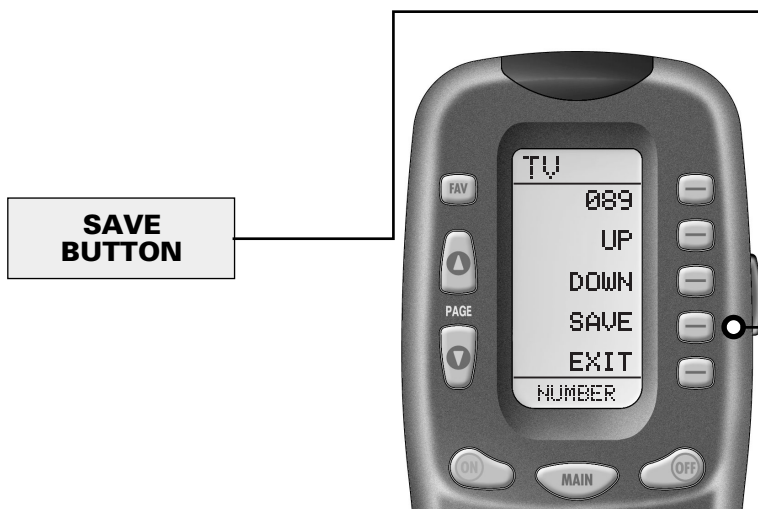 SAVE
BUTTON
FAV
PAGE
TV
089
UP
DOWN
SAVE
EXIT
NUMBER
ON
MAIN
OFF